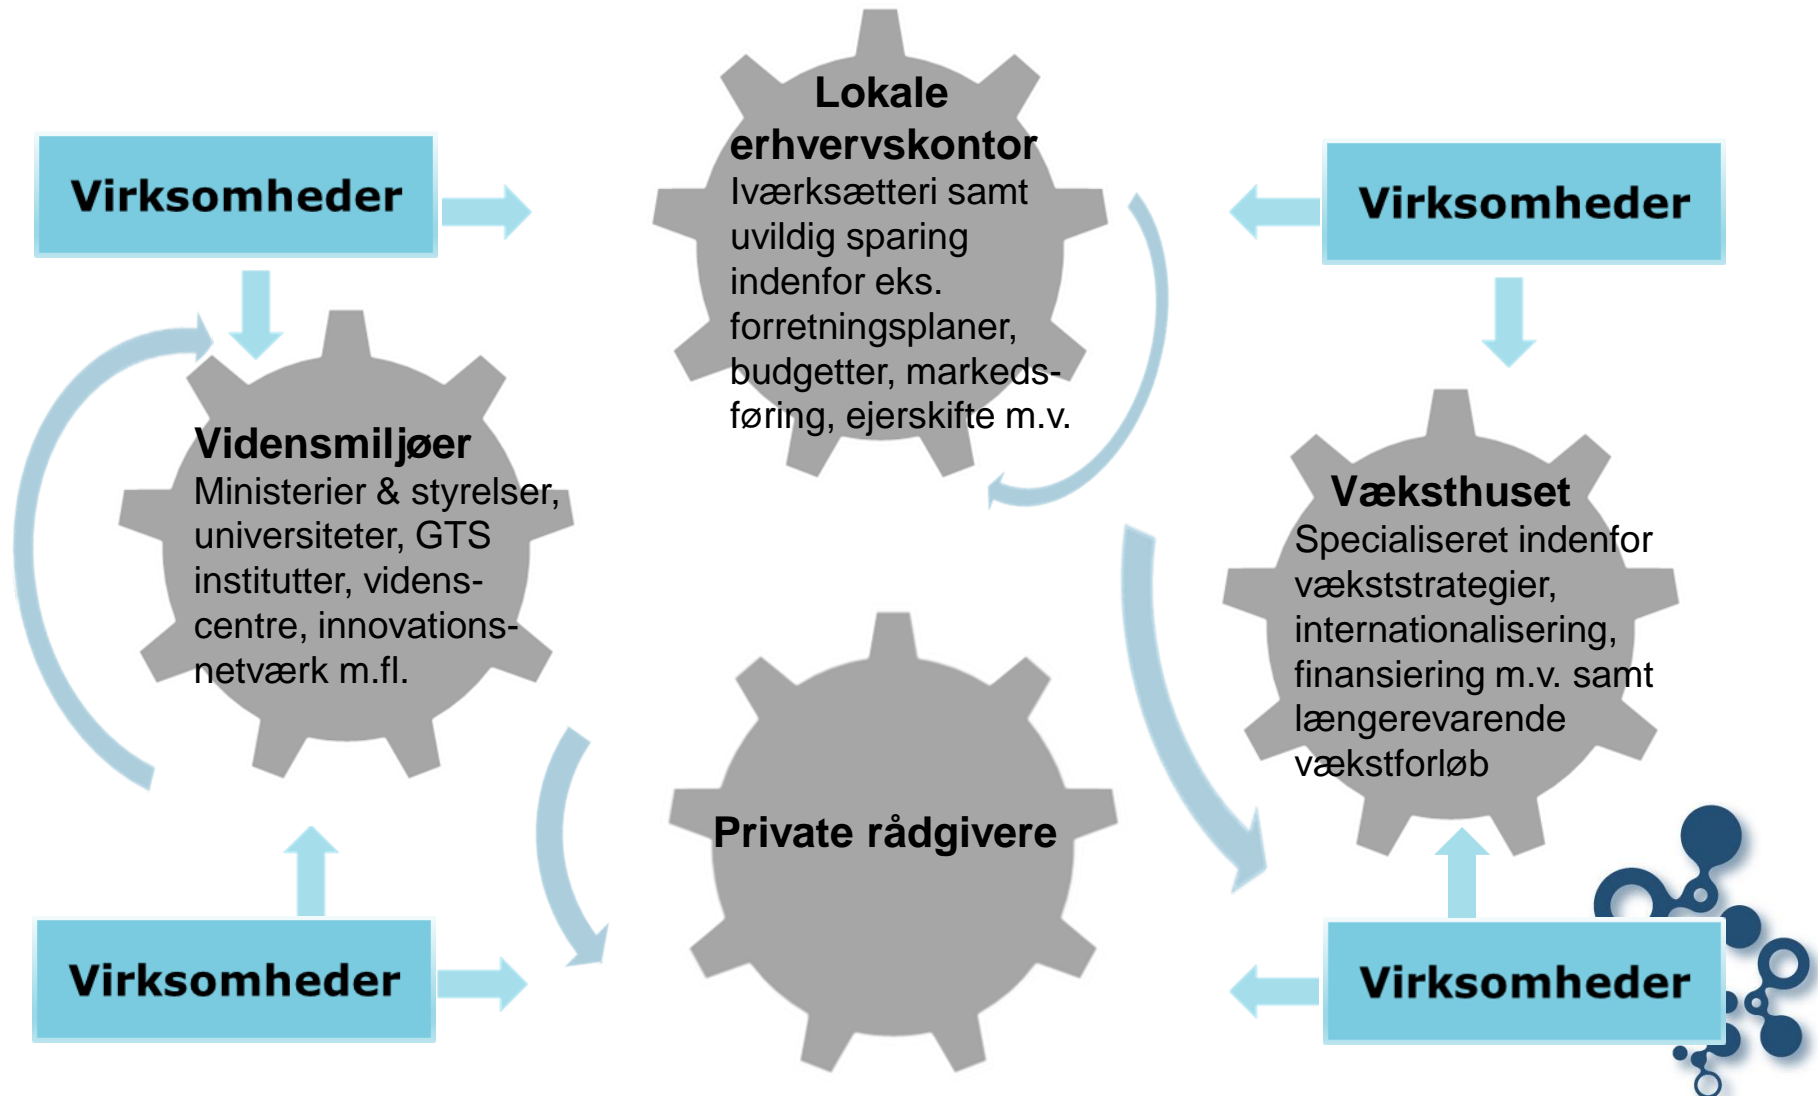 Lokale
erhvervskontor
Iværksætteri samt
uvildig sparing
indenfor eks.
forretningsplaner,
budgetter, markeds-
føring, ejerskifte m.v.
Virksomheder
Virksomheder
Vidensmiljøer
Ministerier & styrelser,
universiteter, GTS
institutter, videns-
centre, innovations-
netværk m.fl.
Væksthuset
Specialiseret indenfor
vækststrategier,
internationalisering,
finansiering m.v. samt
længerevarende
vækstforløb
Private rådgivere
Virksomheder
Virksomheder